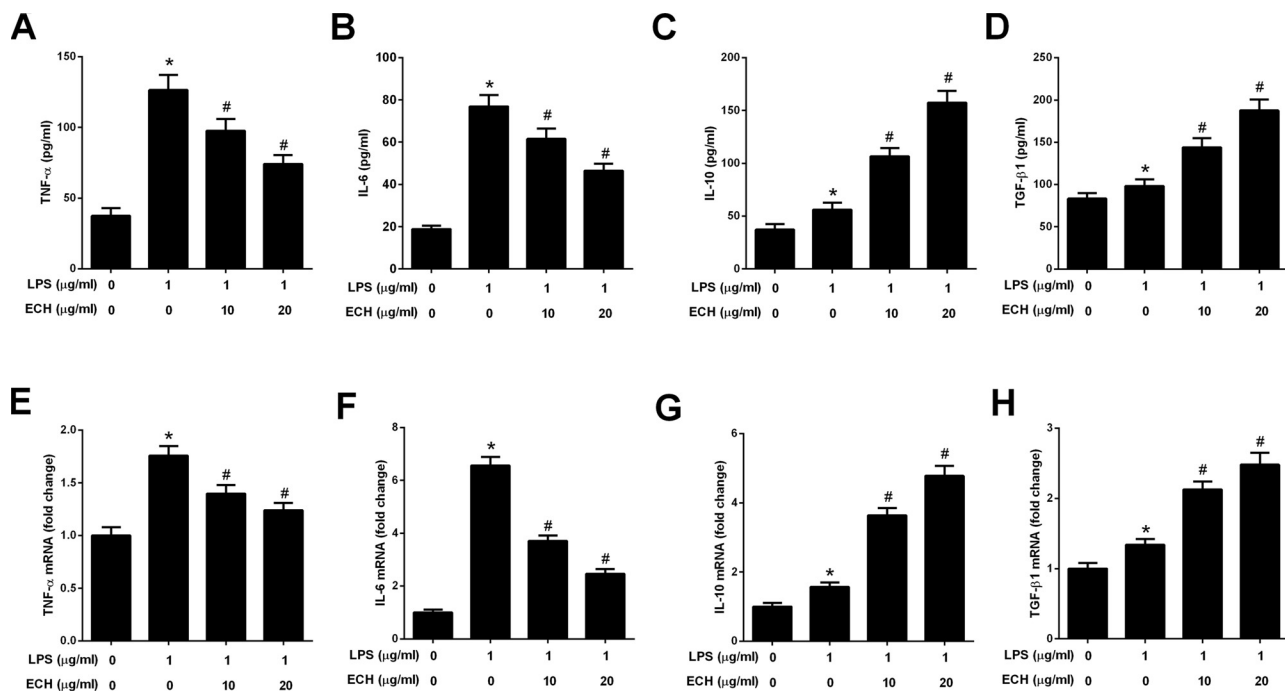 A
B
C
D
TNF-α (pg/ml)
150
100
50
0
*
#
#
LPS (μg/ml) 0 1 1 1
ECH (μg/ml) 0 0 10 20
IL-6 (pg/ml)
100
80
60
40
20
0
*
#
#
LPS (μg/ml) 0 1 1 1
ECH (μg/ml) 0 0 10 20
IL-10 (pg/ml)
200
150
100
50
0
*
#
#
LPS (μg/ml) 0 1 1 1
ECH (μg/ml) 0 0 10 20
TGF-β1 (pg/ml)
250
200
150
100
50
0
*
#
#
LPS (μg/ml) 0 1 1 1
ECH (μg/ml) 0 0 10 20
E
F
G
H
TNF-α mRNA (fold change)
2.0
1.5
1.0
0.5
0.0
*
#
#
LPS (μg/ml) 0 1 1 1
ECH (μg/ml) 0 0 10 20
IL-6 mRNA (fold change)
8
6
4
2
0
*
#
#
LPS (μg/ml) 0 1 1 1
ECH (μg/ml) 0 0 10 20
IL-10 mRNA (fold change)
6
4
2
0
*
#
#
LPS (μg/ml) 0 1 1 1
ECH (μg/ml) 0 0 10 20
TGF-β1 mRNA (fold change)
3
2
1
0
*
#
#
LPS (μg/ml) 0 1 1 1
ECH (μg/ml) 0 0 10 20